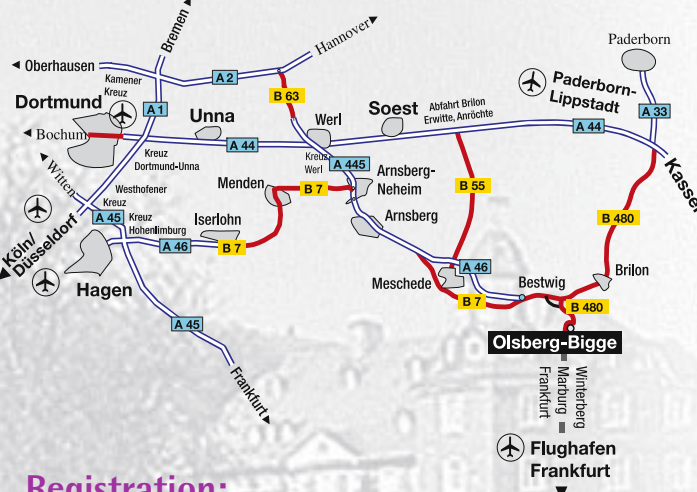 Bremen
Hannover
Paderborn
Oberhausen
Kamener
Kreuz
A 2
B 63
Paderborn-
Lippstadt
Dortmund
A 1
Unna
Werl
Soest
Abfahrt Brilon
Erwitte, Anröchte
A 44
A 33
Bochum
A 44
Kreuz
Dortmund-Unna
Kreuz
Werl
A 445
Arnsberg-
Neheim
Kassel
Witten
Westhofener
Kreuz
Menden
B 7
B 55
A 45
Kreuz
Hohenlimburg
Iserlohn
Arnsberg
B 480
Köln/
Düsseldorf
A 46
B 7
A 46
Hagen
Meschede
B 7
Bestwig
Brilon
B 480
A 45
Olsberg-Bigge
Frankfurt
Winterberg
Marburg
Frankfurt
Flughafen
Frankfurt
Registration: